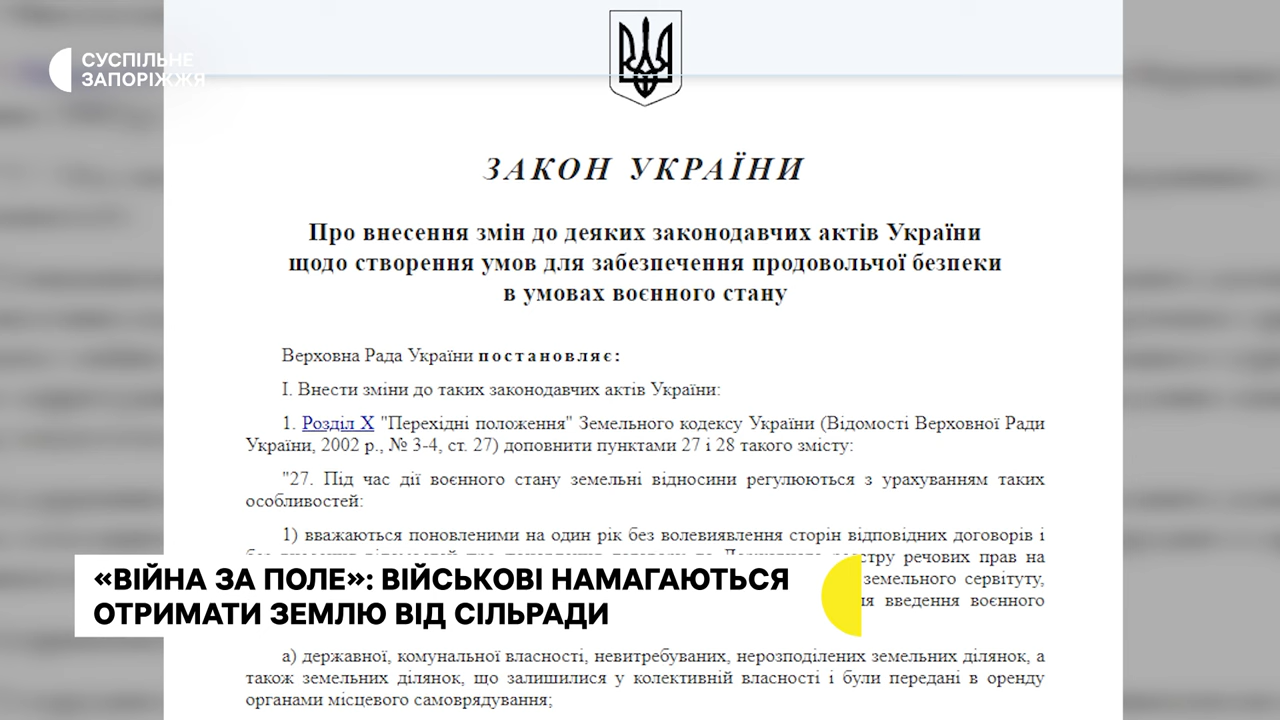 СУСПІЛЬНЕ
ЗАПОРІЖЖЯ
ЗАКОН УКРАЇНИ
Про внесення змін до деяких законодавчих актів України
щодо створення умов для забезпечення продовольчої безпеки
в умовах воєнного стану
Верховна Рада України постановляє:
I. Внести зміни до таких законодавчих актів України:
1. Розділ X "Перехідні положення" Земельного кодексу України (Відомості Верховної Ради
України, 2002 р., № 3-4, ст. 27) доповнити пунктами 27 і 28 такого змісту:
"27. Під час дії воєнного стану земельні відносини регулюються з урахуванням таких
особливостей:
1) вважаються поновленими на один рік без волевиявлення сторін відповідних договорів і
речових прав на
земельного сервітуту,
введення воєнного
«ВІЙНА ЗА ПОЛЕ»: ВІЙСЬКОВІ НАМАГАЮТЬСЯ
ОТРИМАТИ ЗЕМЛЮ ВІД СІЛЬРАДИ
а) державної, комунальної власності, невитребуваних, нерозподілених земельних ділянок, а
також земельних ділянок, що залишилися у колективній власності і були передані в оренду
органами місцевого самоврядування;